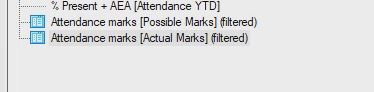 % Present + AEA [Attendance YTD]
Attendance marks [Possible Marks] (filtered)
Attendance marks [Actual Marks] (filtered)